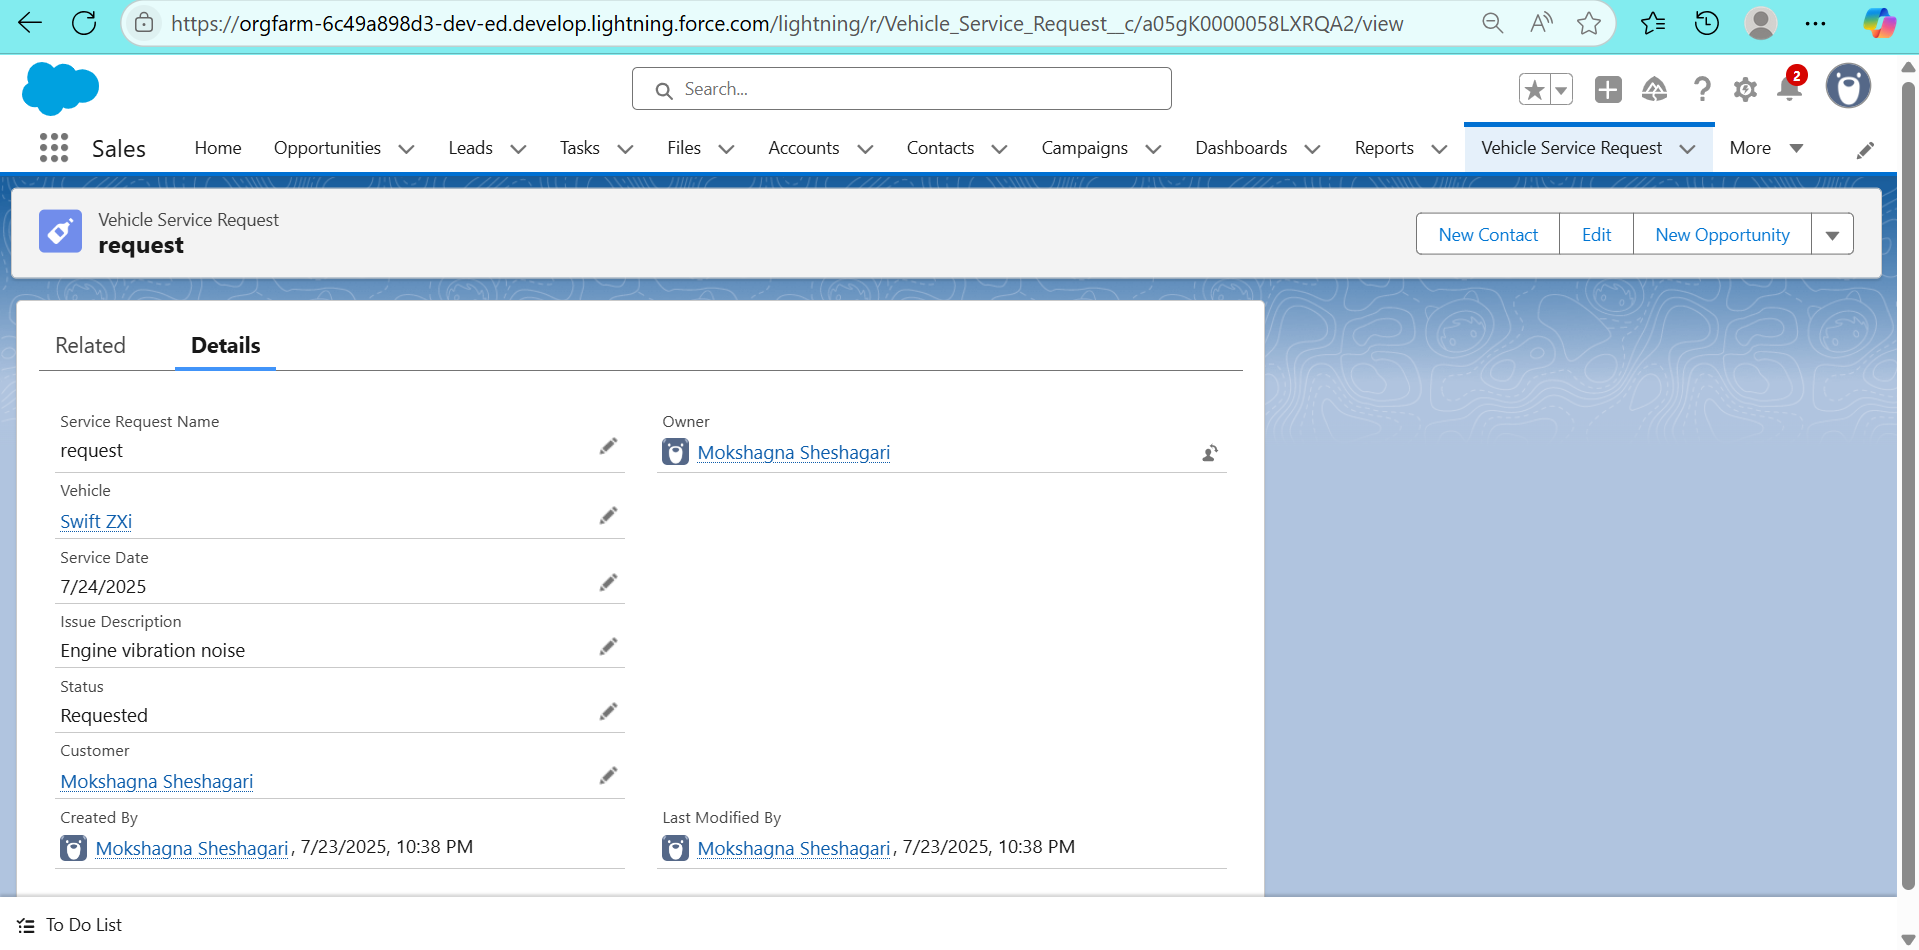 https://orgfarm-6c49a898d3-dev-ed.develop.lightning.force.com/lightning/r/Vehicle_Service_Request__c/a05gK0000058LXRQA2/view
Search...
2
Sales Home Opportunities Leads Tasks Files Accounts Contacts Campaigns Dashboards Reports Vehicle Service Request More
Vehicle Service Request
request
New Contact Edit New Opportunity
Related Details
Service Request Name
request
Owner
Mokshagna Sheshagari
Vehicle
Swift ZXi
Service Date
7/24/2025
Issue Description
Engine vibration noise
Status
Requested
Customer
Mokshagna Sheshagari
Created By
Mokshagna Sheshagari, 7/23/2025, 10:38 PM
Last Modified By
Mokshagna Sheshagari, 7/23/2025, 10:38 PM
To Do List